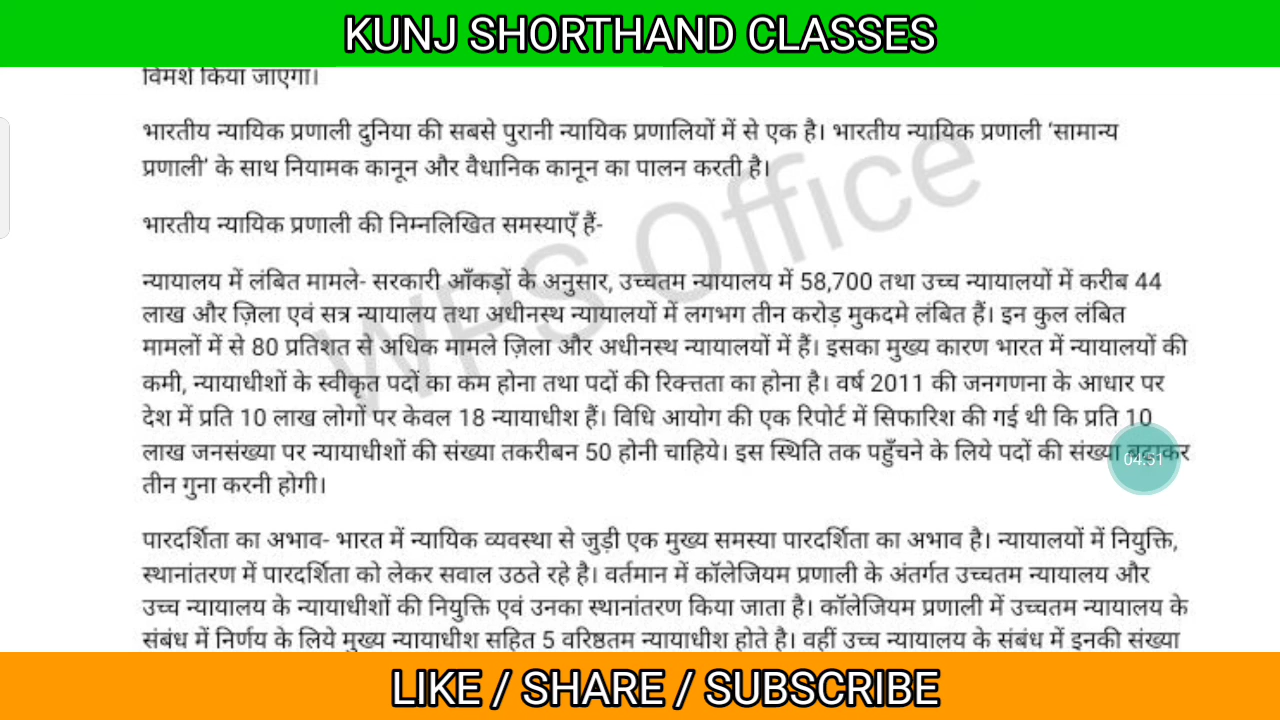 KUNJ SHORTHAND CLASSES
विमर्श किया जाएगा।
भारतीय न्यायिक प्रणाली दुनिया की सबसे पुरानी न्यायिक प्रणालियों में से एक है। भारतीय न्यायिक प्रणाली 'सामान्य
प्रणाली' के साथ नियामक कानून और वैधानिक कानून का पालन करती है।
भारतीय न्यायिक प्रणाली की निम्नलिखित समस्याएँ हैं-
न्यायालय में लंबित मामले- सरकारी आँकड़ों के अनुसार, उच्चतम न्यायालय में 58,700 तथा उच्च न्यायालयों में करीब 44
लाख और ज़िला एवं सत्र न्यायालय तथा अधीनस्थ न्यायालयों में लगभग तीन करोड़ मुकदमे लंबित हैं। इन कुल लंबित
मामलों में से 80 प्रतिशत से अधिक मामले ज़िला और अधीनस्थ न्यायालयों में हैं। इसका मुख्य कारण भारत में न्यायालयों की
कमी, न्यायाधीशों के स्वीकृत पदों का कम होना तथा पदों की रिक्तता का होना है। वर्ष 2011 की जनगणना के आधार पर
देश में प्रति 10 लाख लोगों पर केवल 18 न्यायाधीश हैं। विधि आयोग की एक रिपोर्ट में सिफारिश की गई थी कि प्रति 10
लाख जनसंख्या पर न्यायाधीशों की संख्या तकरीबन 50 होनी चाहिये। इस स्थिति तक पहुँचने के लिये पदों की संख्या बढ़ाकर
04:51
तीन गुना करनी होगी।
पारदर्शिता का अभाव- भारत में न्यायिक व्यवस्था से जुड़ी एक मुख्य समस्या पारदर्शिता का अभाव है। न्यायालयों में नियुक्ति,
स्थानांतरण में पारदर्शिता को लेकर सवाल उठते रहे है। वर्तमान में कॉलेजियम प्रणाली के अंतर्गत उच्चतम न्यायालय और
उच्च न्यायालय के न्यायाधीशों की नियुक्ति एवं उनका स्थानांतरण किया जाता है। कॉलेजियम प्रणाली में उच्चतम न्यायालय के
संबंध में निर्णय के लिये मुख्य न्यायाधीश सहित 5 वरिष्ठतम न्यायाधीश होते है। वहीं उच्च न्यायालय के संबंध में इनकी संख्या
WPS Office
LIKE / SHARE / SUBSCRIBE